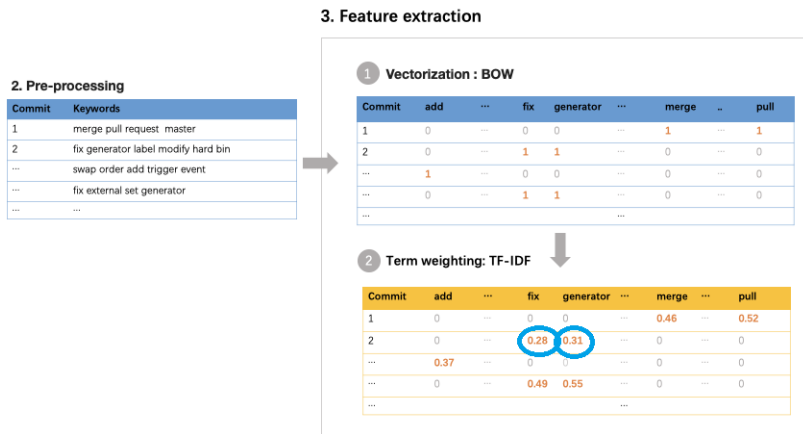 3. Feature extraction
2. Pre-processing
Commit Keywords
1 merge pull request master
2 fix generator label modify hard bin
... swap order add trigger event
... fix external set generator
... ...
1 Vectorization : BOW
Commit add ... fix generator ... merge .. pull
1 0 ... 0 0 ... 1 ... 1
2 0 ... 1 1 ... 0 ... 0
... 1 ... 0 0 ... 0 ... 0
... 0 ... 1 1 ... 0 ... 0
... ...
2 Term weighting: TF-IDF
Commit add ... fix generator ... merge ... pull
1 0 ... 0 0 ... 0.46 ... 0.52
2 0 ... 0.28 0.31 ... 0 ... 0
... 0.37 ... 0 0 ... 0 ... 0
... 0 ... 0.49 0.55 ... 0 ... 0
... ...